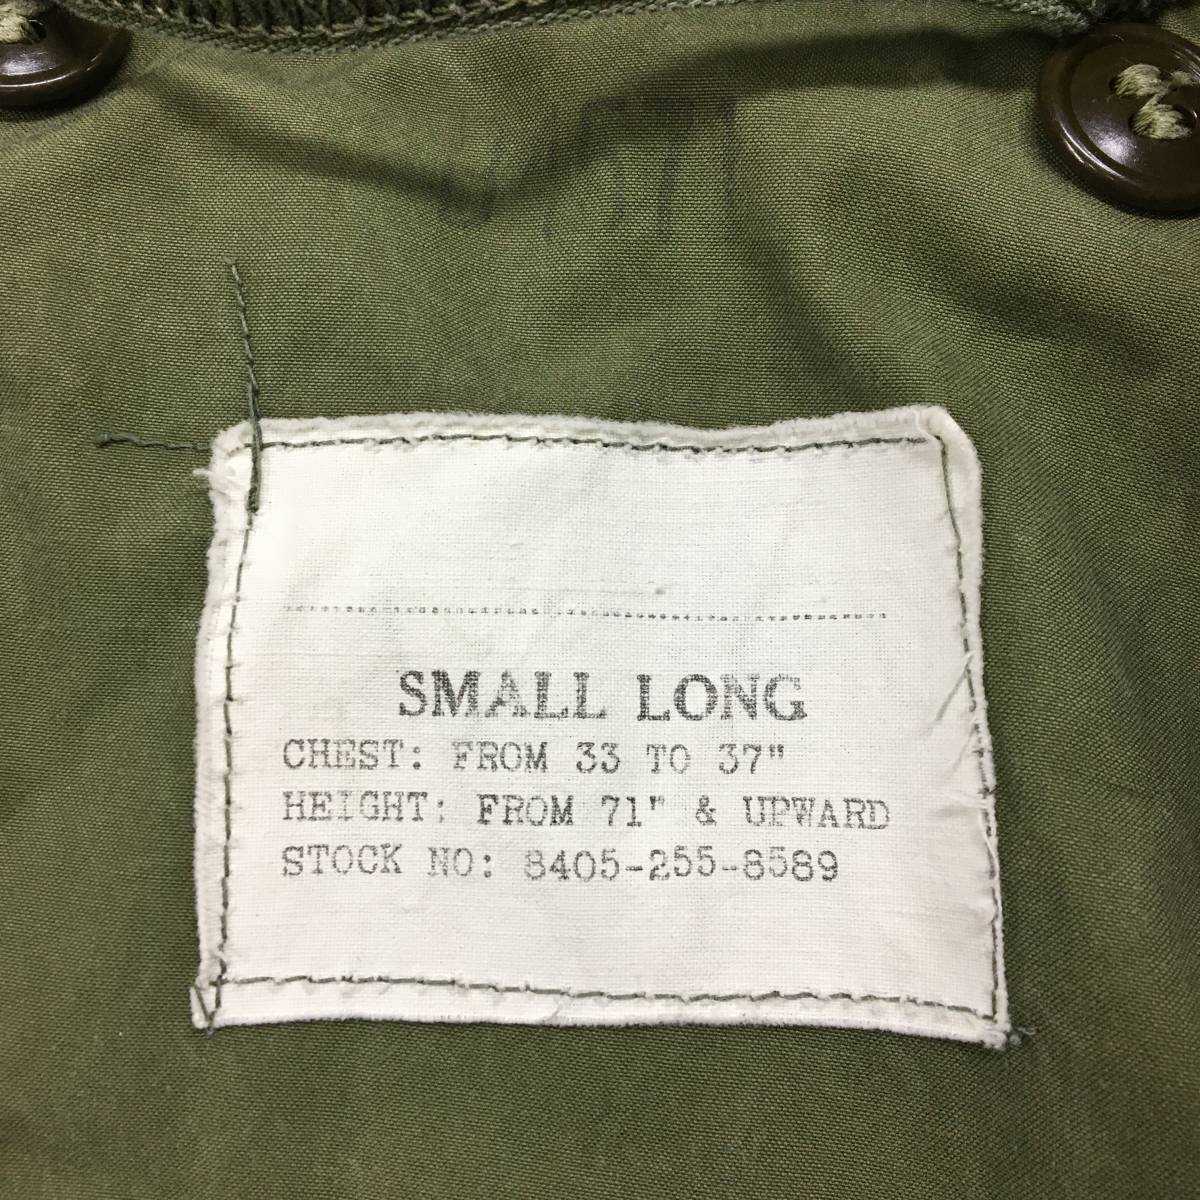 SMALL LONG
CHEST: FROM 33 TO 37"
HEIGHT: FROM 71" & UPWARD
STOCK NO: 8405-255-8589